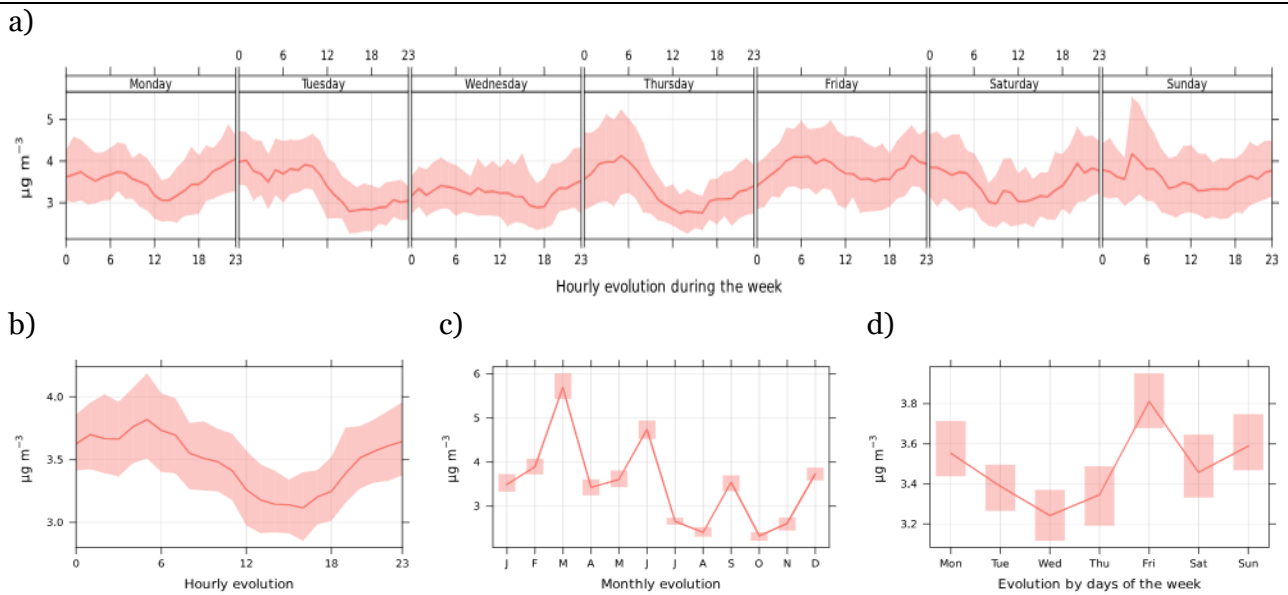 a)
0 6 12 18 23 0 6 12 18 23 0 6 12 18 23
Monday Tuesday Wednesday Thursday Friday Saturday Sunday
5
4
3
µg m⁻³
0 6 12 18 23 0 6 12 18 23 0 6 12 18 23 0 6 12 18 23
Hourly evolution during the week
b)
4.0
3.5
3.0
µg m⁻³
0 6 12 18 23
Hourly evolution
c)
6
5
4
3
µg m⁻³
J F M A M J J A S O N D
Monthly evolution
d)
3.8
3.6
3.4
3.2
µg m⁻³
Mon Tue Wed Thu Fri Sat Sun
Evolution by days of the week